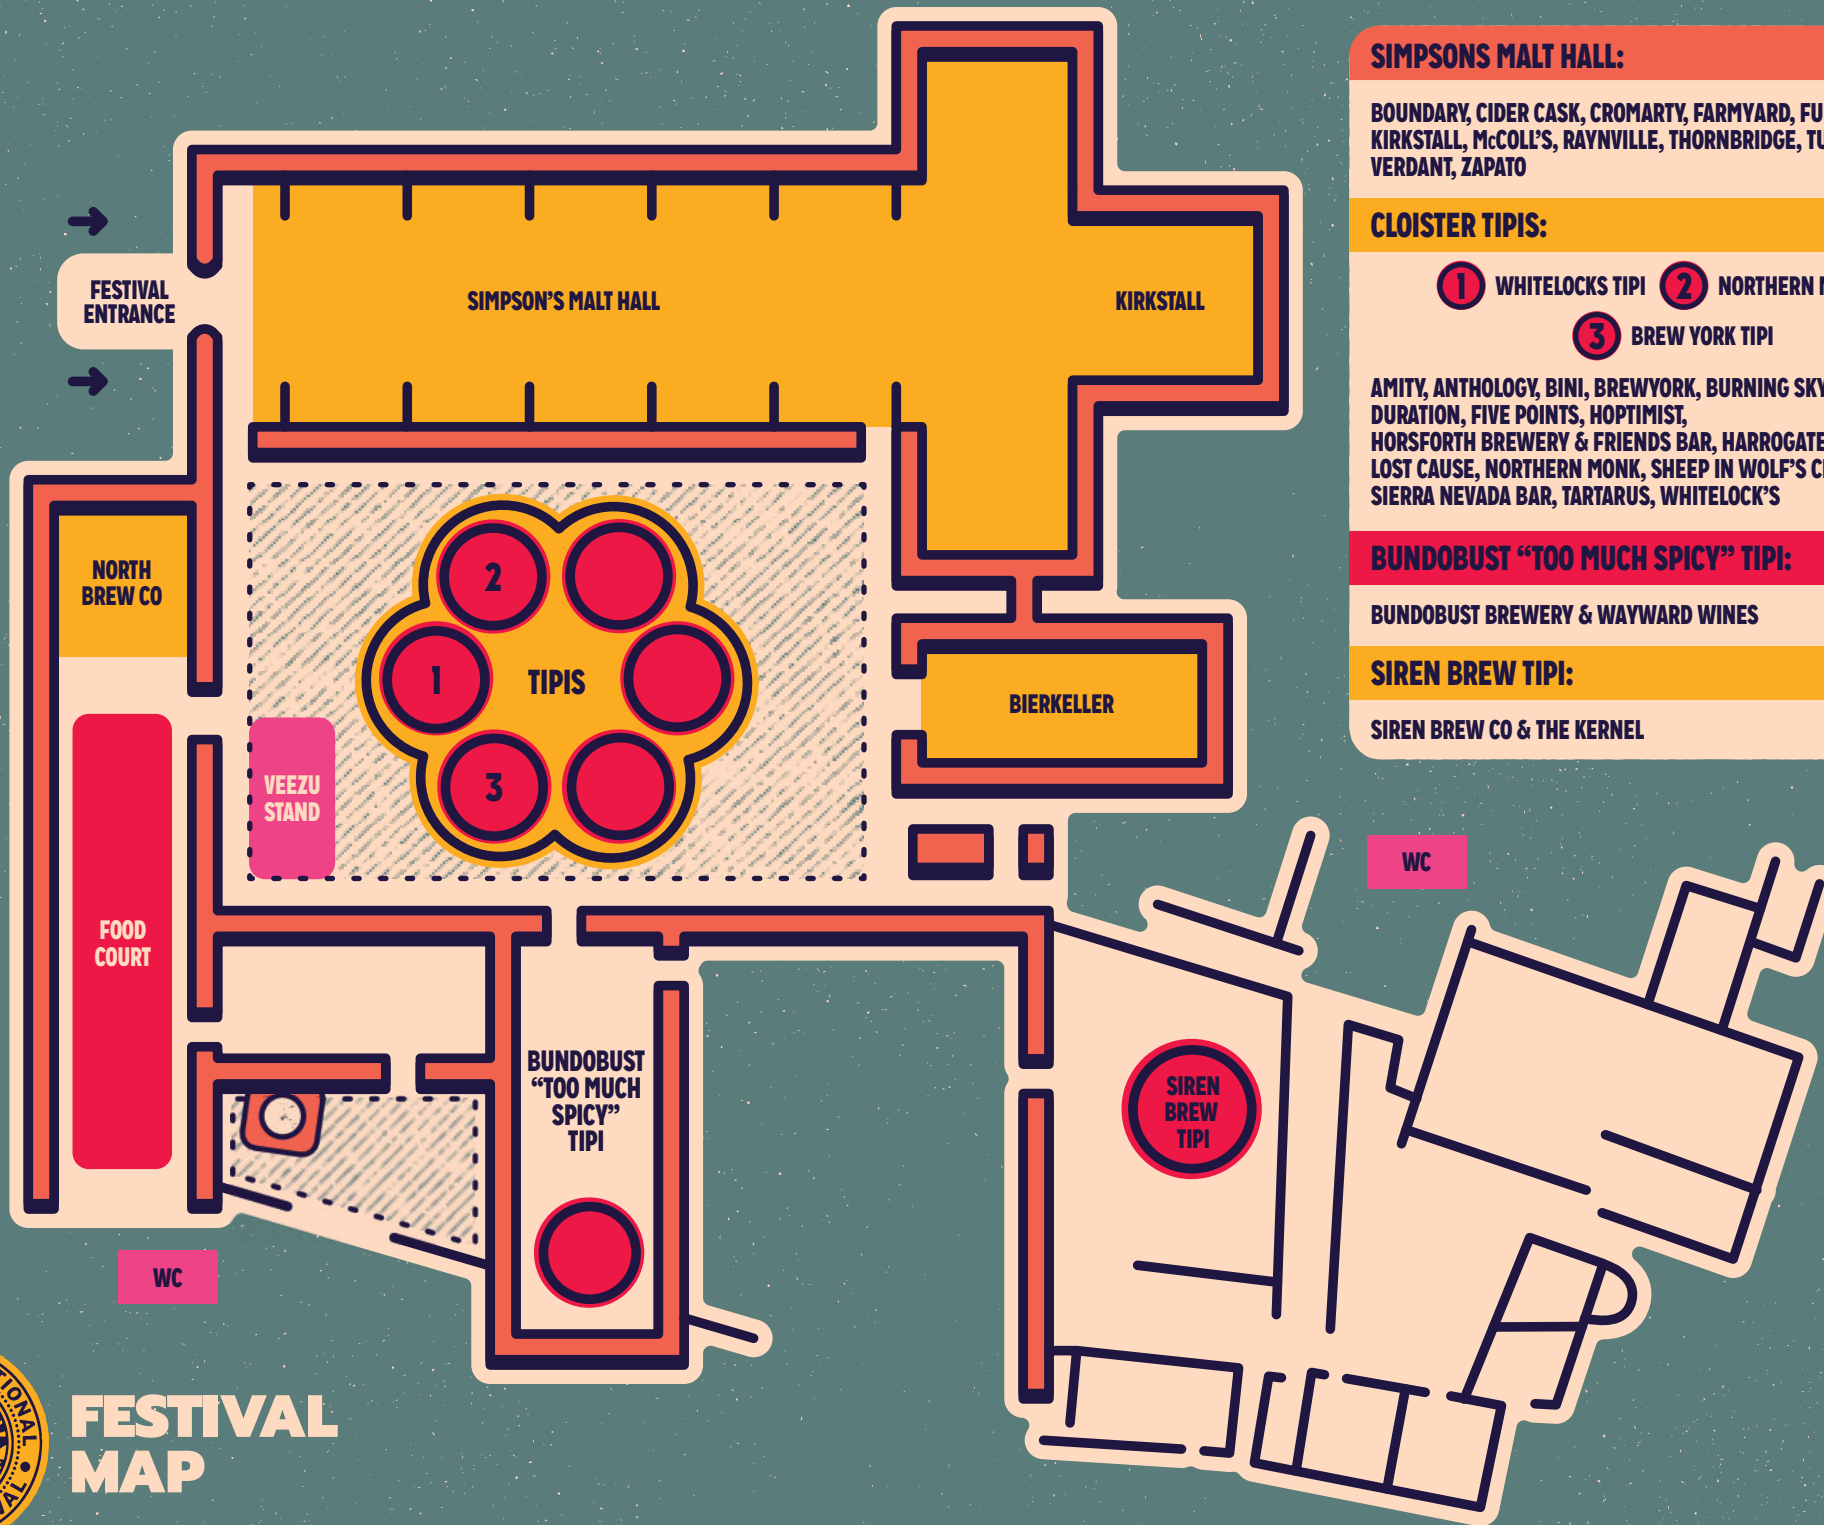 SIMPSONS MALT HALL:
BOUNDARY, CIDER CASK, CROMARTY, FARMYARD,
KIRKSTALL, McCOLL'S, RAYNVILLE, THORNBRIDGE,
VERDANT, ZAPATO
CLOISTER TIPIS:
1 WHITELOCKS TIPI 2 NORTHERN
3 BREW YORK TIPI
AMITY, ANTHOLOGY, BINI, BREWYORK, BURNING SKY
DURATION, FIVE POINTS, HOPTIMIST,
HORSFORTH BREWERY & FRIENDS BAR, HARROGATE
LOST CAUSE, NORTHERN MONK, SHEEP IN WOLF'S
SIERRA NEVADA BAR, TARTARUS, WHITELOCK'S
BUNDOBUST “TOO MUCH SPICY” TIPI:
BUNDOBUST BREWERY & WAYWARD WINES
SIREN BREW TIPI:
SIREN BREW CO & THE KERNEL
FESTIVAL
ENTRANCE
SIMPSON'S MALT HALL
KIRKSTALL
NORTH
BREW CO
2
1
TIPIS
3
BIERKELLER
VEEZU
STAND
WC
FOOD
COURT
BUNDOBUST
“TOO MUCH
SPICY”
TIPI
SIREN
BREW
TIPI
WC
FESTIVAL
MAP